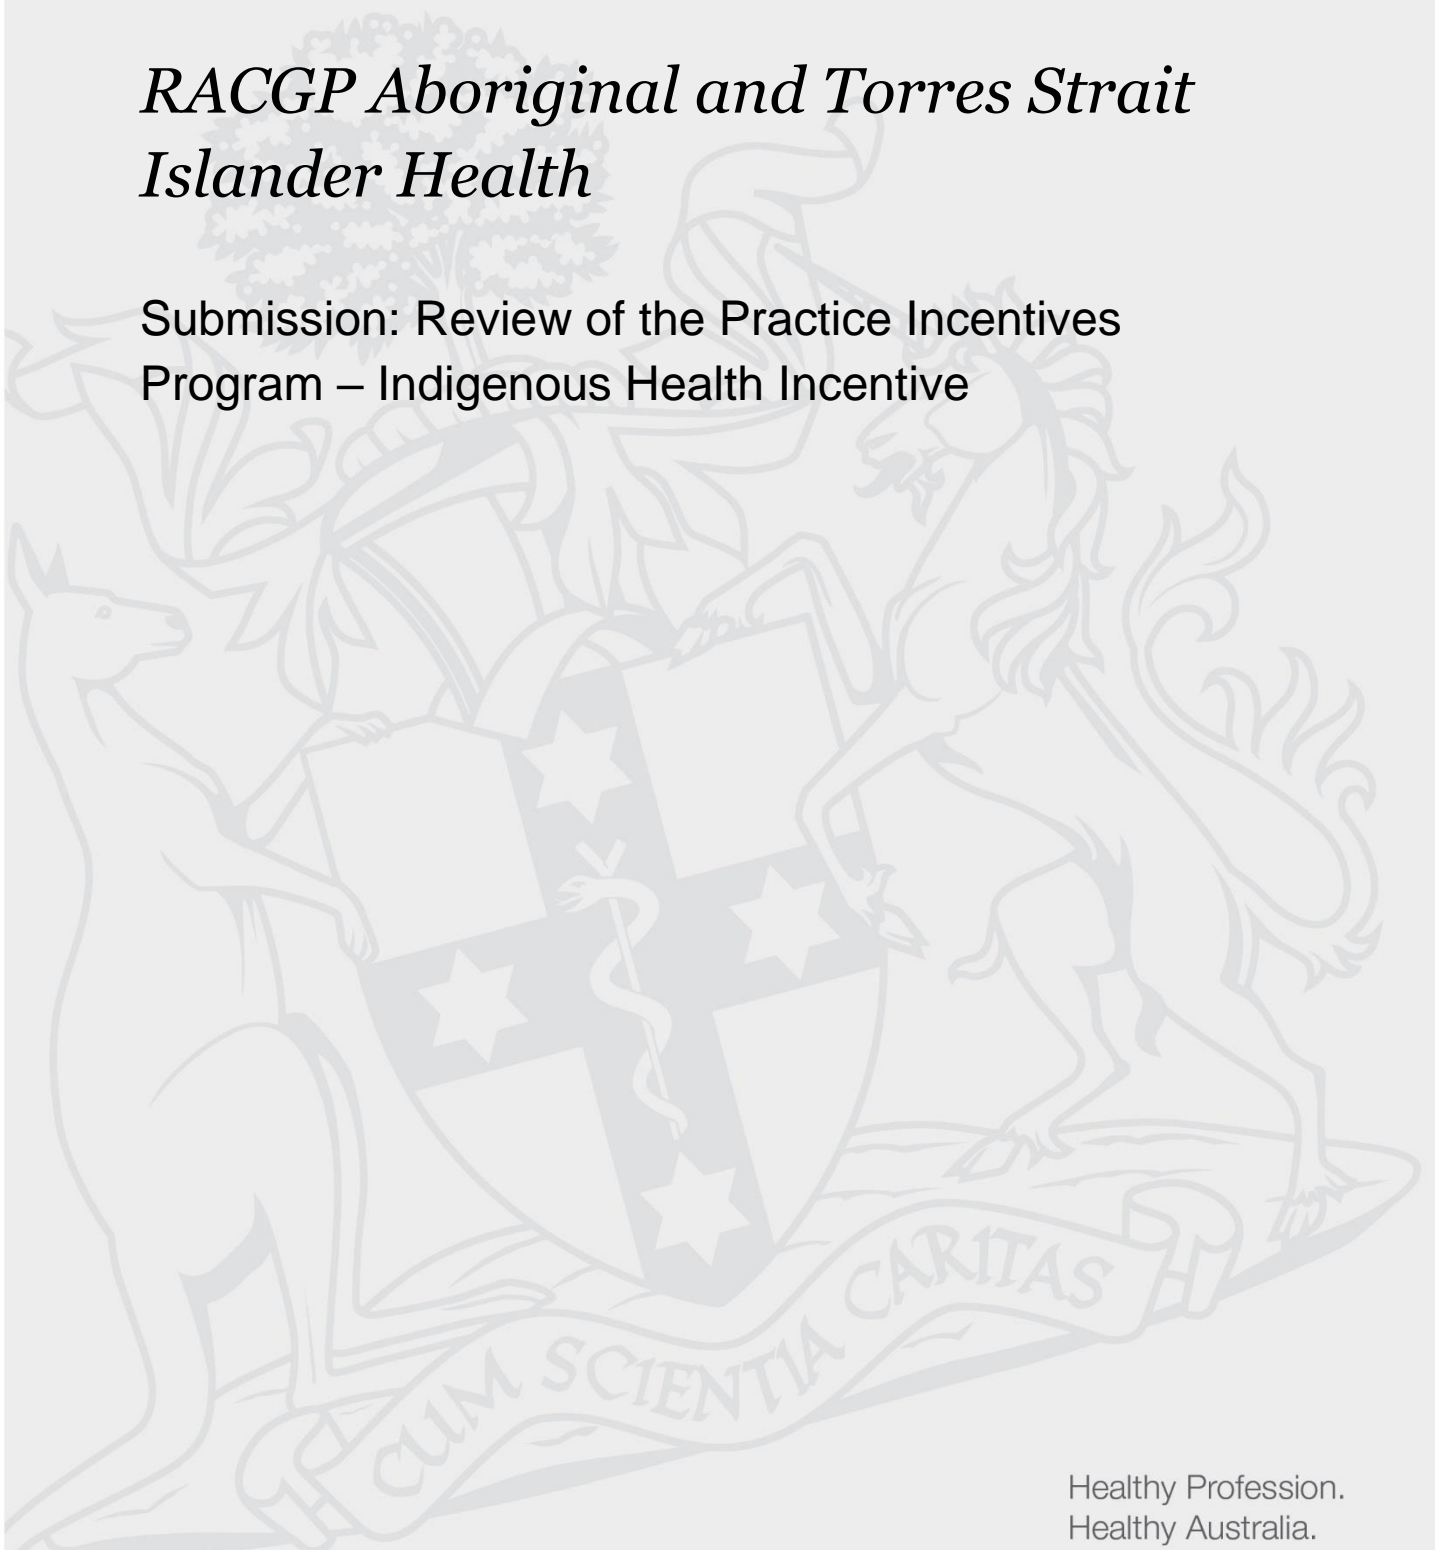 RACGP Aboriginal and Torres Strait
Islander Health
Submission: Review of the Practice Incentives
Program – Indigenous Health Incentive
CUM SCIENTIA CARITAS
Healthy Profession.
Healthy Australia.